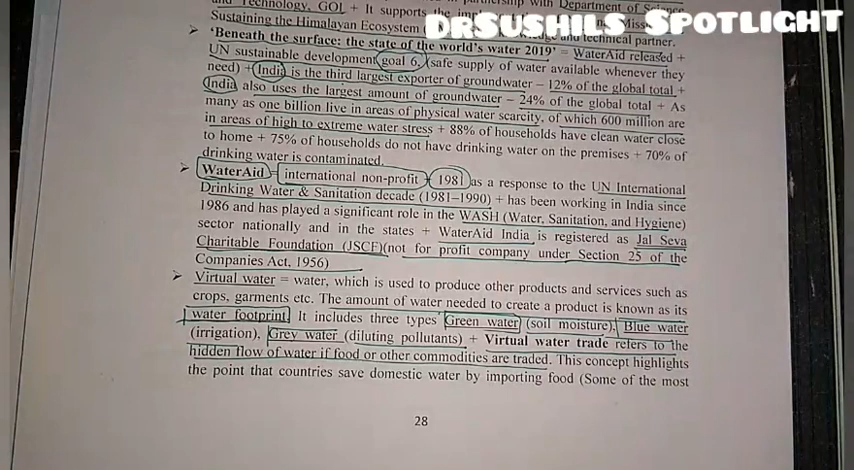 and Technology, GOI. + It supports the
partnership with Department of Science
Sustaining the Himalayan Ecosystem
and technical partner.
DRSUSHILS SPOTLIGHT
➤ 'Beneath the surface: the state of the world's water 2019' = WaterAid released +
UN sustainable development goal 6, (safe supply of water available whenever they
need) + India is the third largest exporter of groundwater – 12% of the global total +
India also uses the largest amount of groundwater – 24% of the global total + As
many as one billion live in areas of physical water scarcity, of which 600 million are
in areas of high to extreme water stress + 88% of households have clean water close
to home + 75% of households do not have drinking water on the premises + 70% of
drinking water is contaminated.
➤ WaterAid = international non-profit + 1981 as a response to the UN International
Drinking Water & Sanitation decade (1981–1990) + has been working in India since
1986 and has played a significant role in the WASH (Water, Sanitation, and Hygiene)
sector nationally and in the states + WaterAid India is registered as Jal Seva
Charitable Foundation (JSCF)(not for profit company under Section 25 of the
Companies Act, 1956)
➤ Virtual water = water, which is used to produce other products and services such as
crops, garments etc. The amount of water needed to create a product is known as its
water footprint. It includes three types Green water (soil moisture), Blue water
(irrigation), Grey water (diluting pollutants) + Virtual water trade refers to the
hidden flow of water if food or other commodities are traded. This concept highlights
the point that countries save domestic water by importing food (Some of the most
28